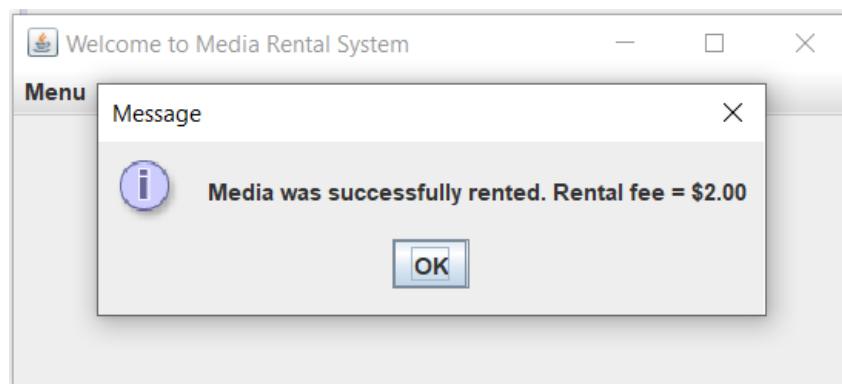 Welcome to Media Rental System
Menu
Message
i
Media was successfully rented. Rental fee = $2.00
OK